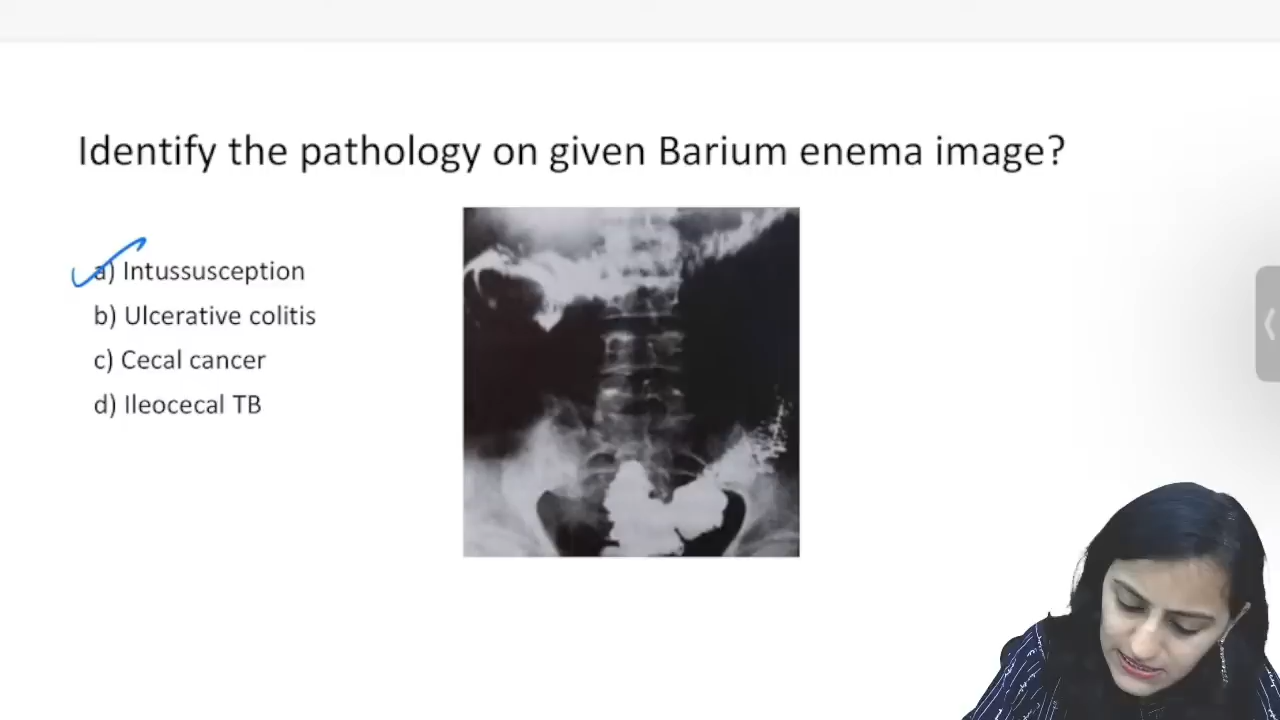 Identify the pathology on given Barium enema image?
a) Intussusception
b) Ulcerative colitis
c) Cecal cancer
d) Ileocecal TB